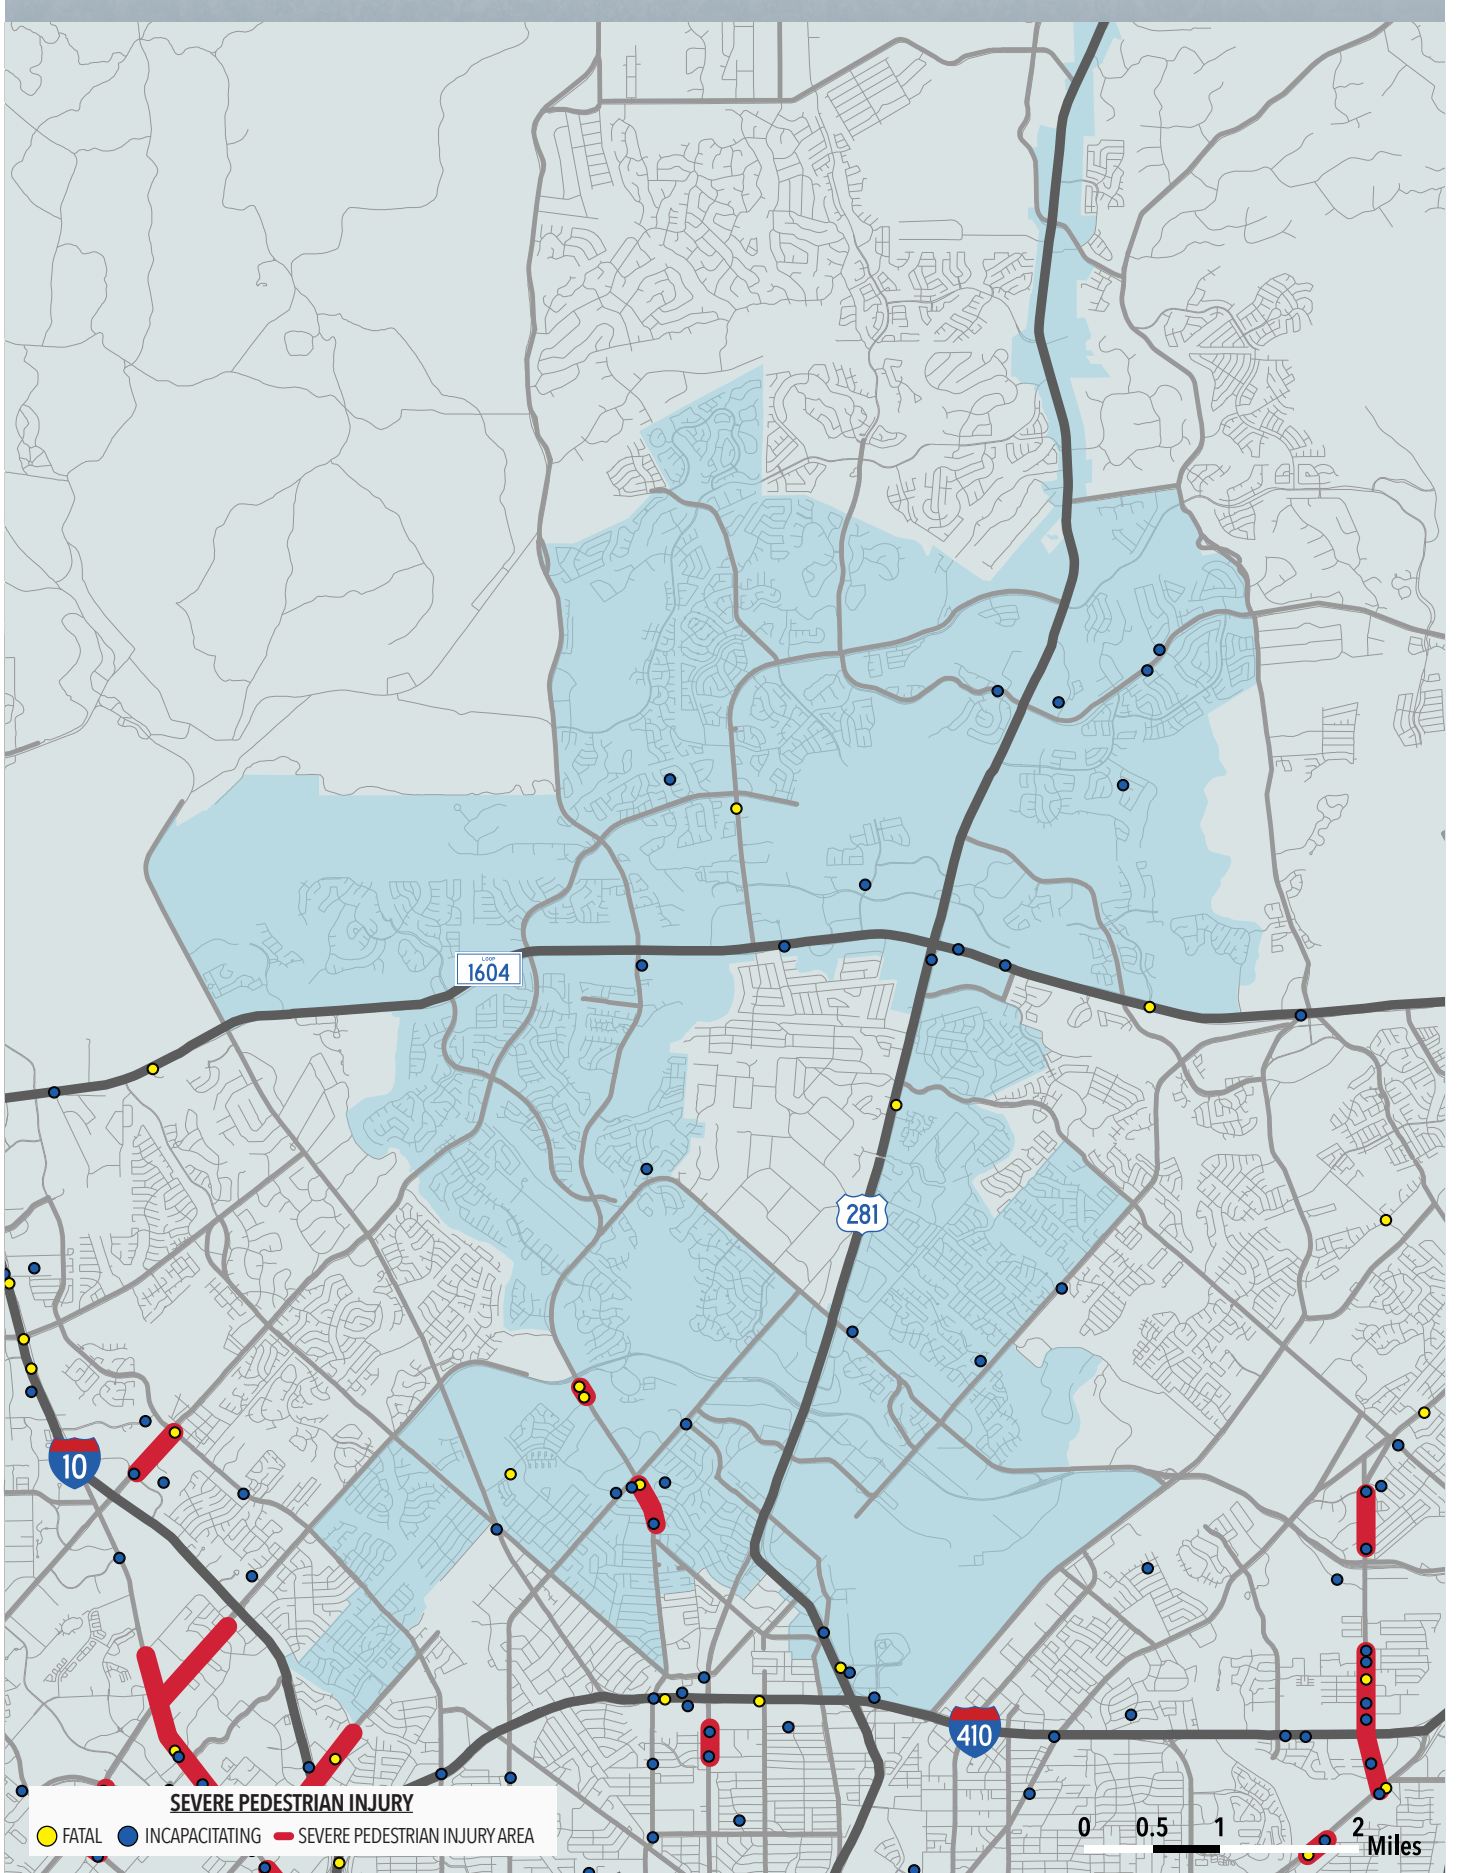 LOOP
1604
281
10
410
SEVERE PEDESTRIAN INJURY
FATAL INCAPACITATING SEVERE PEDESTRIAN INJURY AREA
0 0.5 1 2
Miles